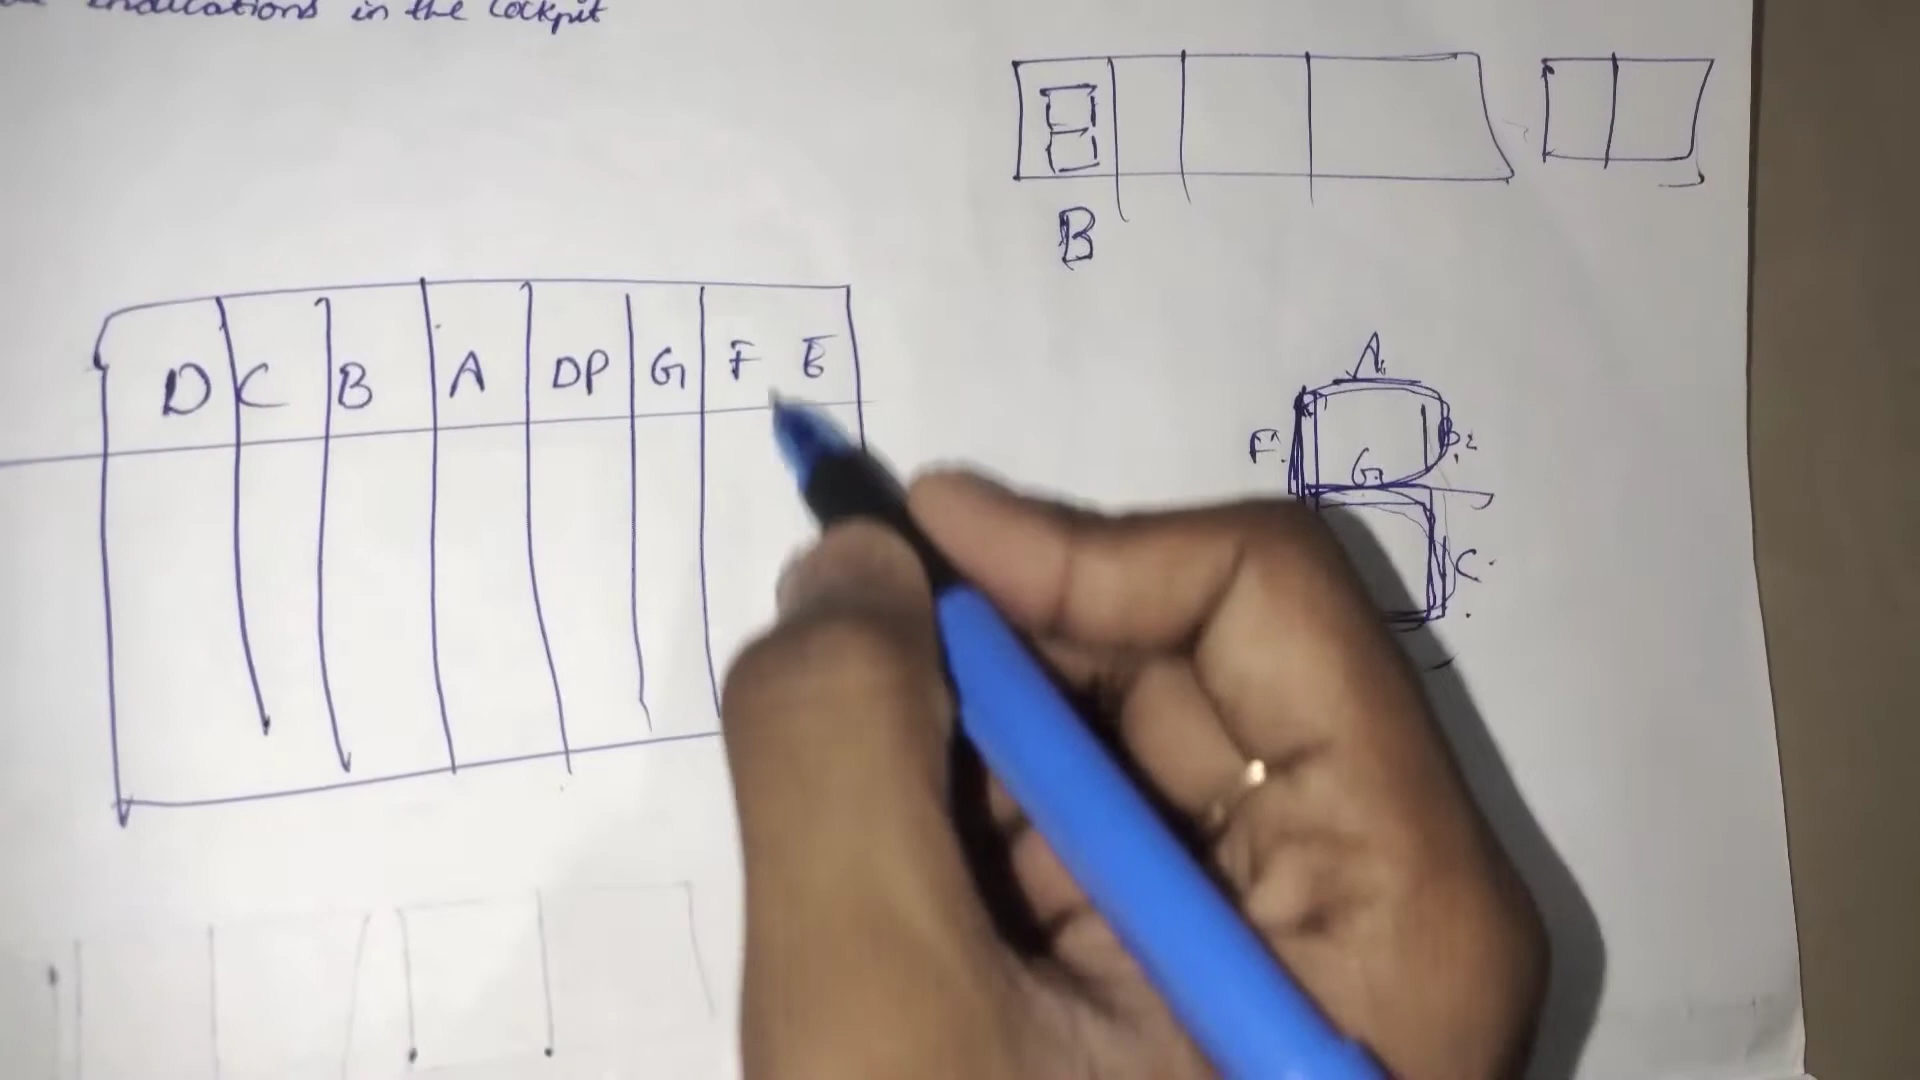 indications in the cockpit
B
D C B A DP G F E
A
F B
G
C